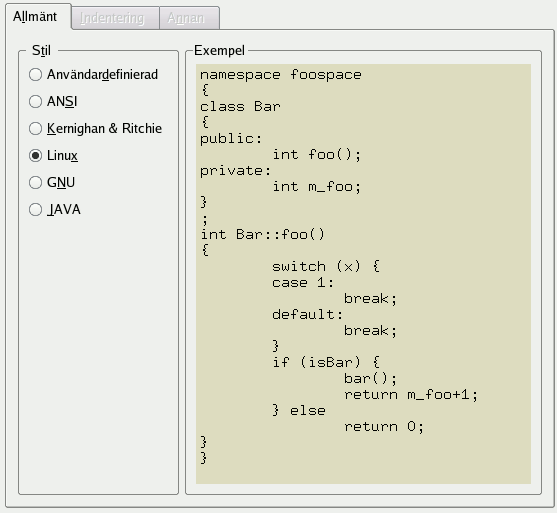 Allmänt Indentering Annan
Stil
Användardefinierad
ANSI
Kernighan & Ritchie
Linux
GNU
JAVA
Exempel
namespace foospace
{
class Bar
{
public:
        int foo();
private:
        int m_foo;
}
;
int Bar::foo()
{
        switch (x) {
        case 1:
                break;
        default:
                break;
        }
        if (isBar) {
                bar();
                return m_foo+1;
        } else
                return 0;
}
}